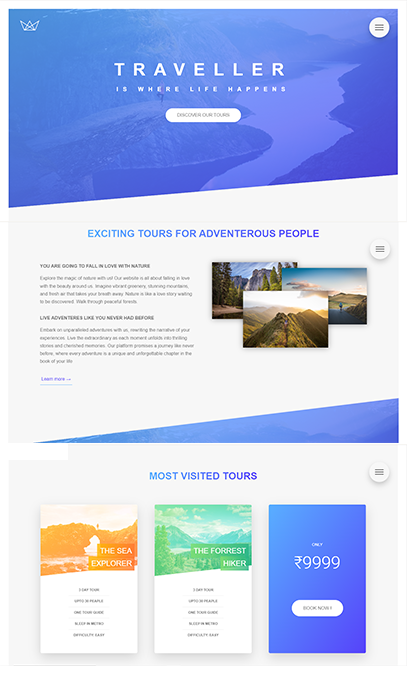 TRAVELLER
IS WHERE LIFE HAPPENS
DISCOVER OUR TOURS
EXCITING TOURS FOR ADVENTEROUS PEOPLE
YOU ARE GOING TO FALL IN LOVE WITH NATURE
Explore the magic of nature with us! Our website is all about falling in love
with the beauty around us. Imagine vibrant greenery, stunning mountains,
and fresh air that takes your breath away. Nature is like a love story waiting
to be discovered. Walk through peaceful forests.
LIVE ADVENTERES LIKE YOU NEVER HAD BEFORE
Embark on unparalleled adventures with us, rewriting the narrative of your
experiences. Live the extraordinary as each moment unfolds into thrilling
stories and cherished memories. Our platform promises a journey like never
before, where every adventure is a unique and unforgettable chapter in the
book of your life
Learn more →
MOST VISITED TOURS
THE SEA
EXPLORER
3 DAY TOUR
UPTO 30 PEAPLE
ONE TOUR GUIDE
SLEEP IN METRO
DIFFICULTY: EASY
THE FORREST
HIKER
3 DAY TOUR
UPTO 30 PEAPLE
ONE TOUR GUIDE
SLEEP IN METRO
DIFFICULTY: EASY
ONLY
₹9999
BOOK NOW!!